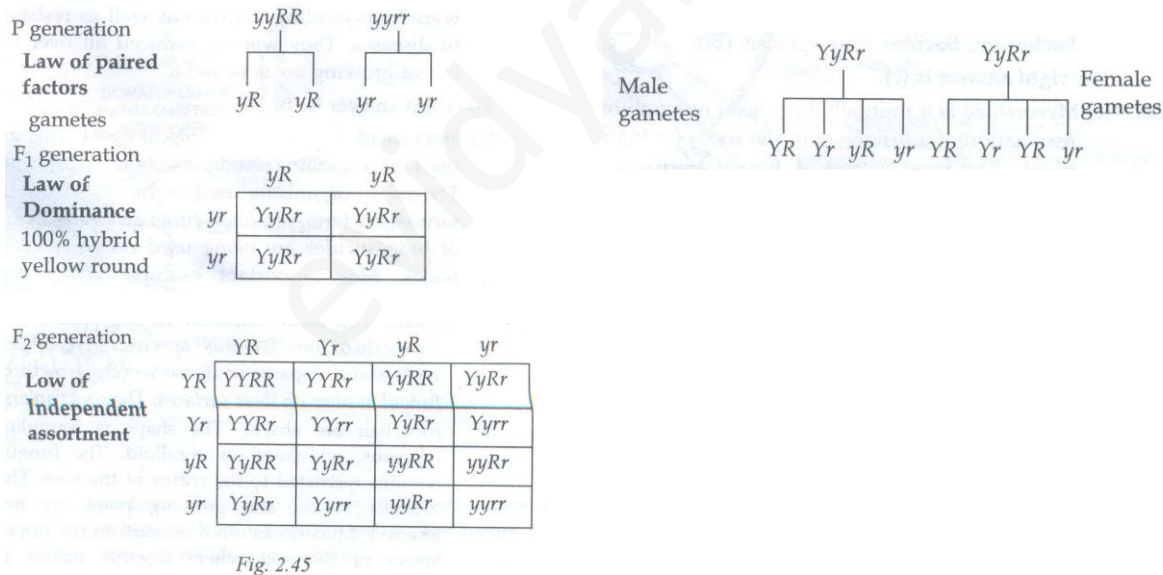 P generation
yyRR yyrr
Law of paired
factors
gametes
yR yR yr yr
F1 generation
Law of
Dominance
100% hybrid
yellow round
yR yR
yr YyRr YyRr
yr YyRr YyRr
YyRr YyRr
Male
gametes
Female
gametes
YR Yr yR yr YR Yr YR yr
F2 generation
Low of
Independent
assortment
YR Yr yR yr
YR YYRR YYRr YyRR YyRr
Yr YYRr YYrr YyRr Yyrr
yR YyRR YyRr yyRR yyRr
yr YyRr Yyrr yyRr yyrr
Fig. 2.45